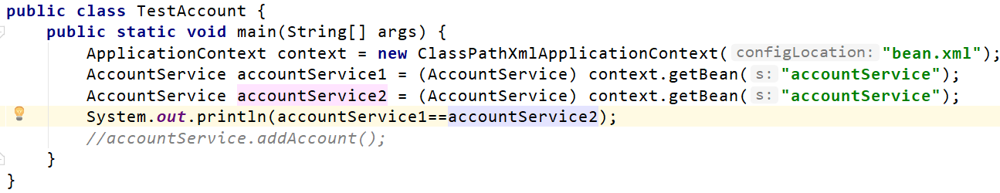 public class TestAccount {
    public static void main(String[] args) {
        ApplicationContext context = new ClassPathXmlApplicationContext( configLocation: "bean.xml");
        AccountService accountService1 = (AccountService) context.getBean( s: "accountService");
        AccountService accountService2 = (AccountService) context.getBean( s: "accountService");
        System.out.println(accountService1==accountService2);
        //accountService.addAccount();
    }
}